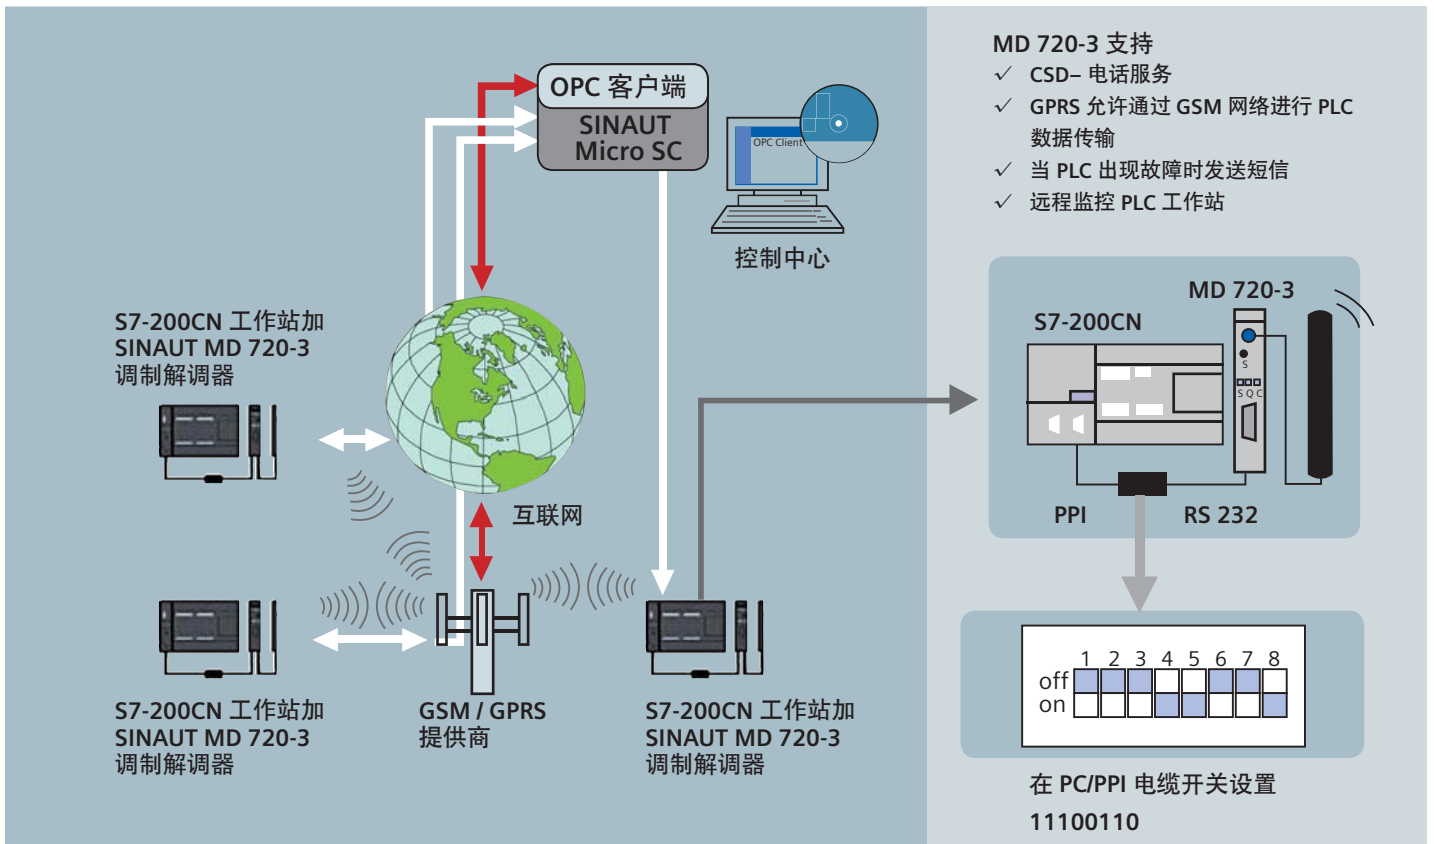 OPC 客户端
SINAUT
Micro SC
OPC Client
控制中心
S7-200CN 工作站加
SINAUT MD 720-3
调制解调器
互联网
S7-200CN 工作站加
SINAUT MD 720-3
调制解调器
GSM / GPRS
提供商
S7-200CN 工作站加
SINAUT MD 720-3
调制解调器
MD 720-3 支持
✓ CSD– 电话服务
✓ GPRS 允许通过 GSM 网络进行 PLC
数据传输
✓ 当 PLC 出现故障时发送短信
✓ 远程监控 PLC 工作站
MD 720-3
S7-200CN
S
S Q C
PPI
RS 232
1 2 3 4 5 6 7 8
off
on
在 PC/PPI 电缆开关设置
11100110